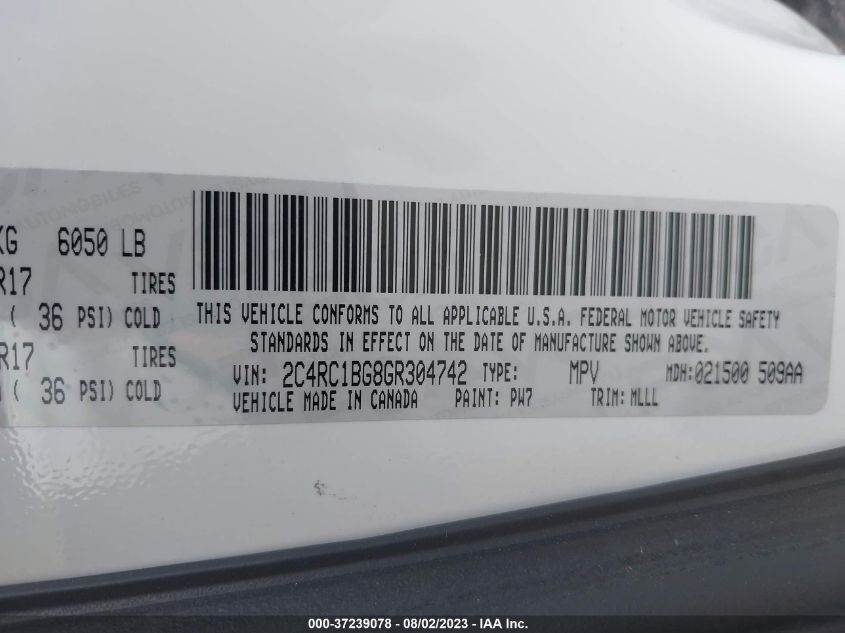 KG 6050 LB
R17 TIRES
( 36 PSI) COLD
R17 TIRES
( 36 PSI) COLD
THIS VEHICLE CONFORMS TO ALL APPLICABLE U.S.A. FEDERAL MOTOR VEHICLE SAFETY
STANDARDS IN EFFECT ON THE DATE OF MANUFACTURE SHOWN ABOVE.
VIN: 2C4RC1BG8GR304742 TYPE: MPV MDH:021500 509AA
VEHICLE MADE IN CANADA PAINT: PW7 TRIM: MLLL
000-37239078 - 08/02/2023 - IAA Inc.